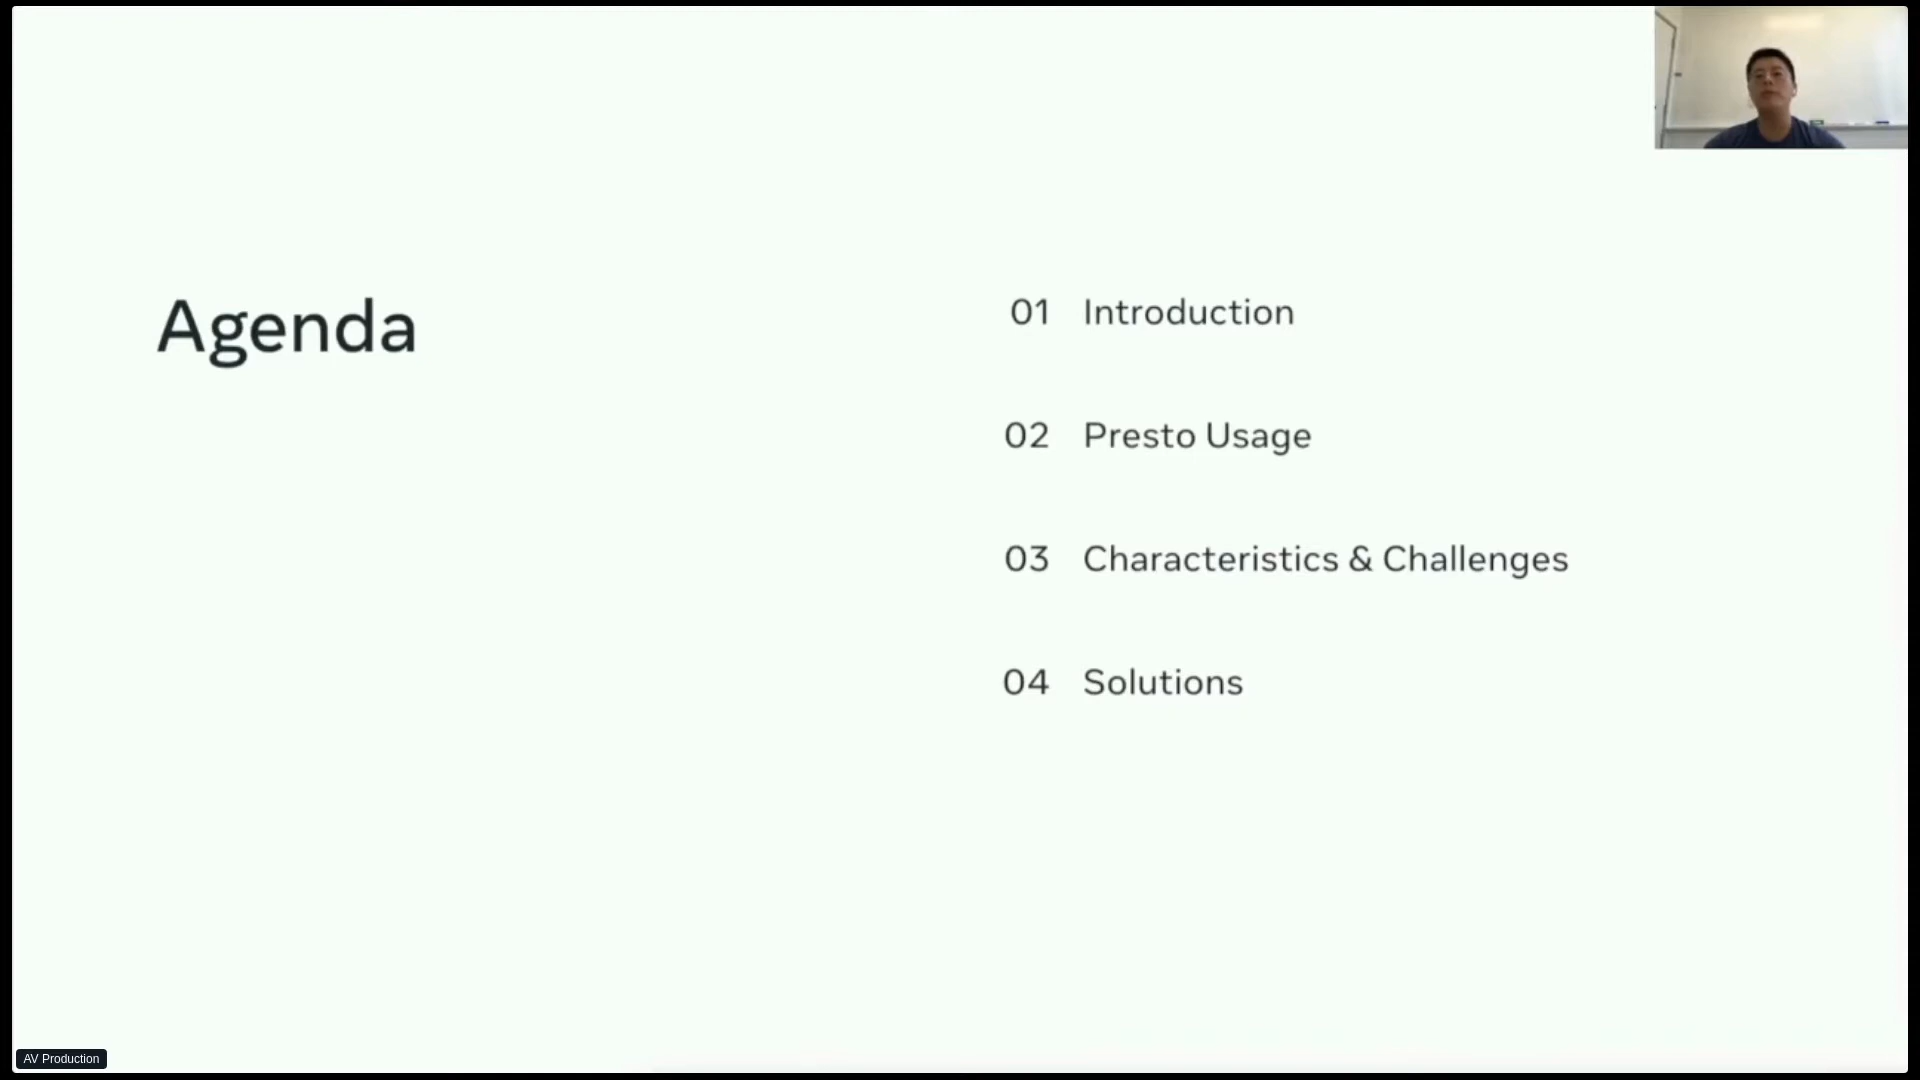 Agenda
01 Introduction
02 Presto Usage
03 Characteristics & Challenges
04 Solutions
AV Production